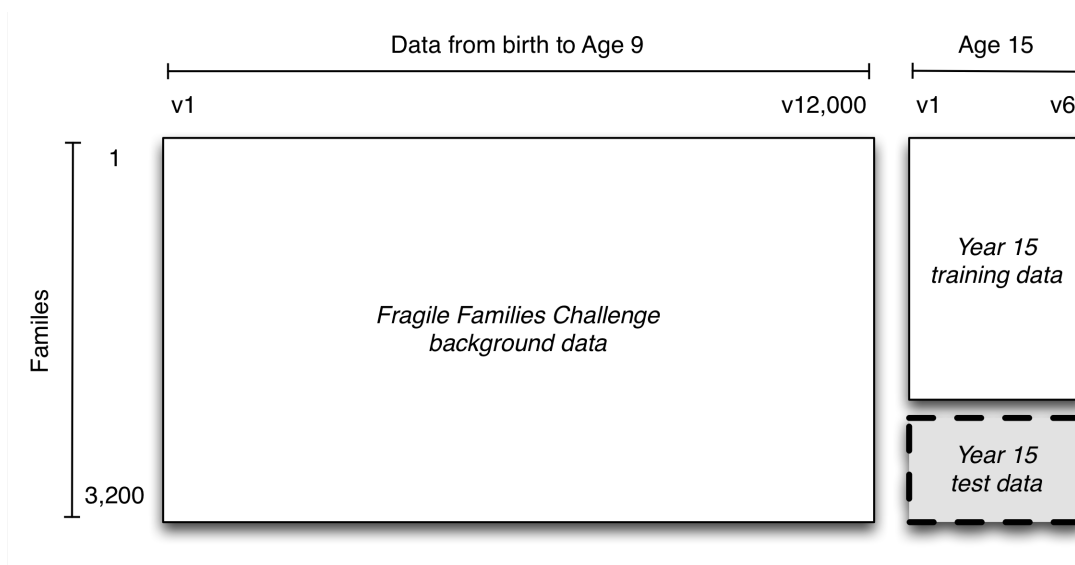 Data from birth to Age 9
Age 15
v1
v12,000
v1
v6
1
Familes
3,200
Fragile Families Challenge
background data
Year 15
training data
Year 15
test data